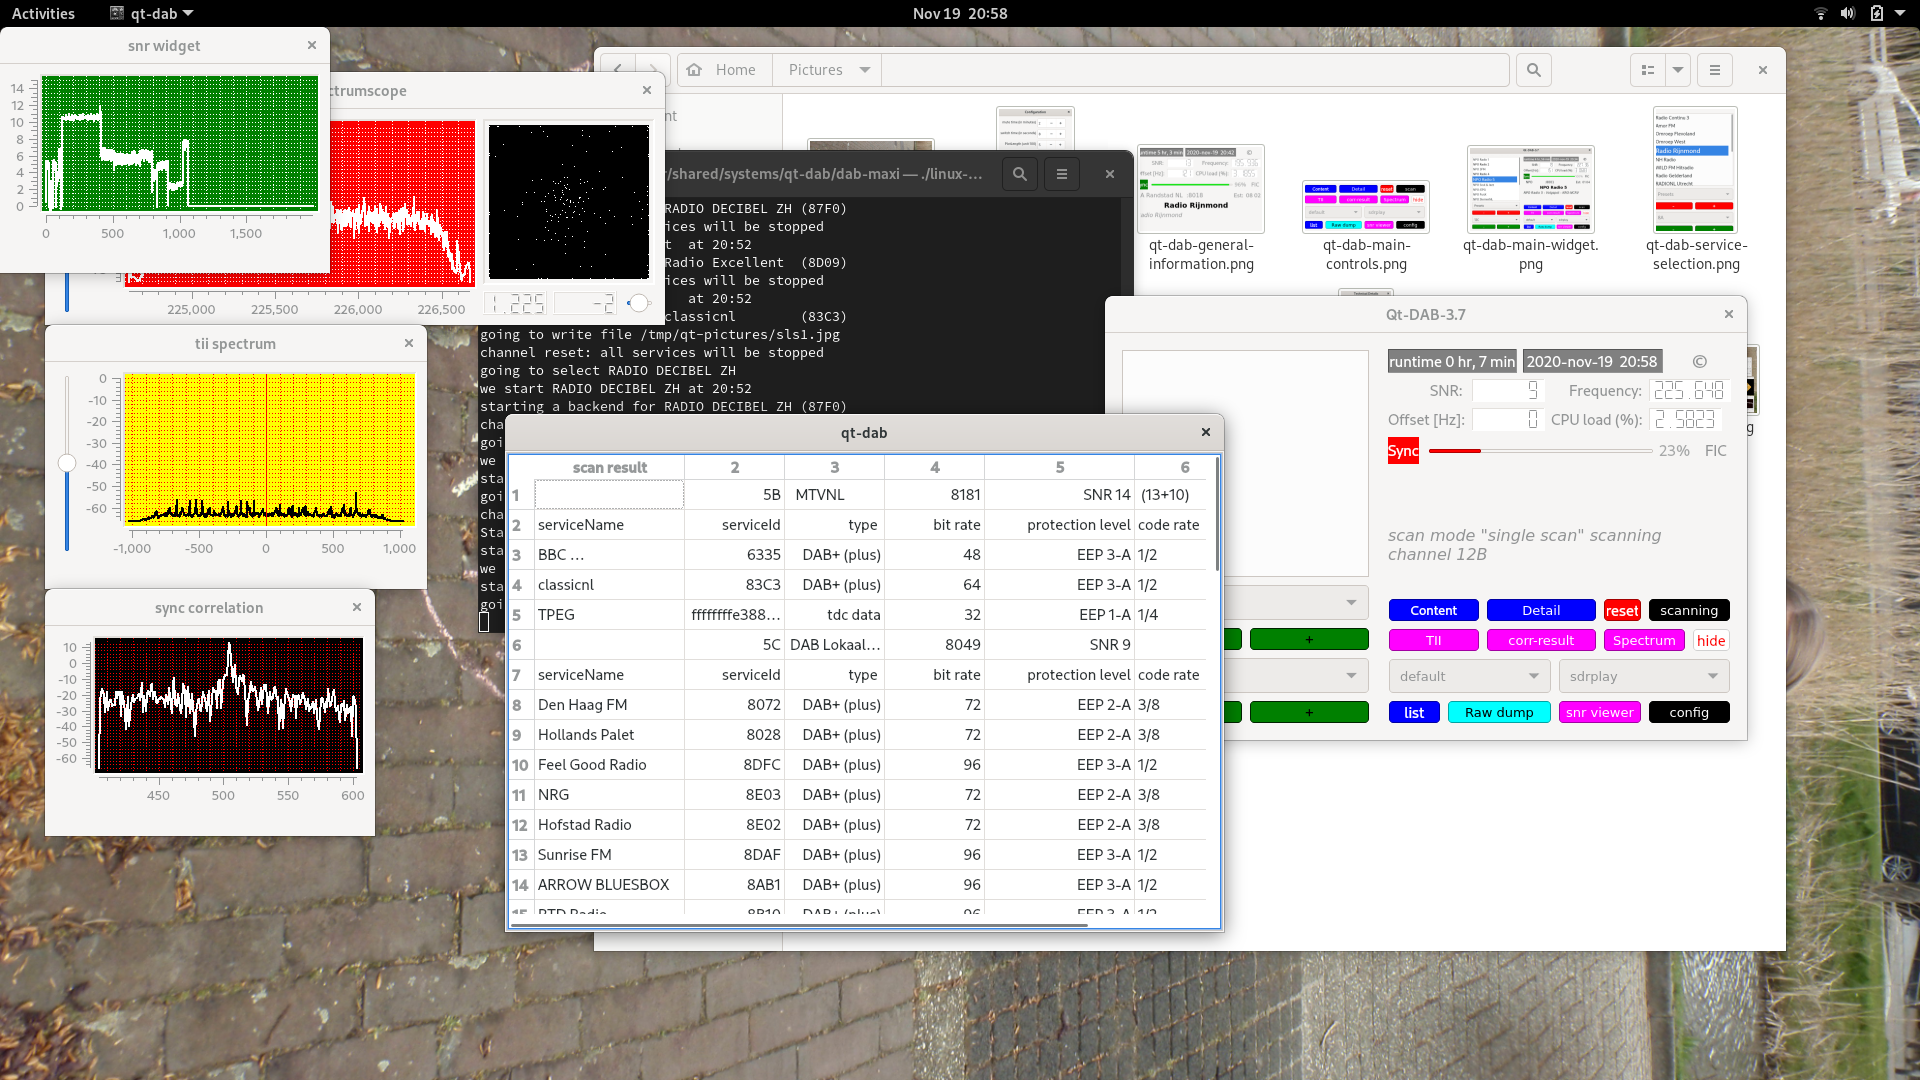 Activities
qt-dab
Nov 19 20:58
snr widget
14
12
10
8
6
4
2
0
0 500 1,000 1,500
ctrumscope
225,000 225,500 226,000 226,500
1.225 -2
tii spectrum
0
-10
-20
-30
-40
-50
-60
-1,000 -500 0 500 1,000
sync correlation
10
0
-10
-20
-30
-40
-50
-60
450 500 550 600
Home Pictures
qt-dab-general-
information.png
qt-dab-main-
controls.png
qt-dab-main-widget.
png
qt-dab-service-
selection.png
r/shared/systems/qt-dab/dab-maxi — ./linux-...
RADIO DECIBEL ZH (87F0)
ices will be stopped
t at 20:52
Radio Excellent (8D09)
ices will be stopped
at 20:52
classicnl (83C3)
going to write file /tmp/qt-pictures/sls1.jpg
channel reset: all services will be stopped
going to select RADIO DECIBEL ZH
we start RADIO DECIBEL ZH at 20:52
starting a backend for RADIO DECIBEL ZH (87F0)
cha
goi
we
sta
goi
cha
Sta
sta
we
sta
goi
qt-dab
scan result 2 3 4 5 6
1 5B MTVNL 8181 SNR 14 (13+10)
2 serviceName serviceId type bit rate protection level code rate
3 BBC ... 6335 DAB+ (plus) 48 EEP 3-A 1/2
4 classicnl 83C3 DAB+ (plus) 64 EEP 3-A 1/2
5 TPEG ffffffffe388... tdc data 32 EEP 1-A 1/4
6 5C DAB Lokaal... 8049 SNR 9
7 serviceName serviceId type bit rate protection level code rate
8 Den Haag FM 8072 DAB+ (plus) 72 EEP 2-A 3/8
9 Hollands Palet 8028 DAB+ (plus) 72 EEP 2-A 3/8
10 Feel Good Radio 8DFC DAB+ (plus) 96 EEP 3-A 1/2
11 NRG 8E03 DAB+ (plus) 72 EEP 2-A 3/8
12 Hofstad Radio 8E02 DAB+ (plus) 72 EEP 2-A 3/8
13 Sunrise FM 8DAF DAB+ (plus) 96 EEP 3-A 1/2
14 ARROW BLUESBOX 8AB1 DAB+ (plus) 96 EEP 3-A 1/2
Qt-DAB-3.7
runtime 0 hr, 7 min 2020-nov-19 20:58 ©
SNR: 9 Frequency: 225.648
Offset [Hz]: 0 CPU load (%): 2.5823
Sync 23% FIC
scan mode "single scan" scanning
channel 12B
Content Detail reset scanning
TII corr-result Spectrum hide
default sdrplay
list Raw dump snr viewer config
+
+